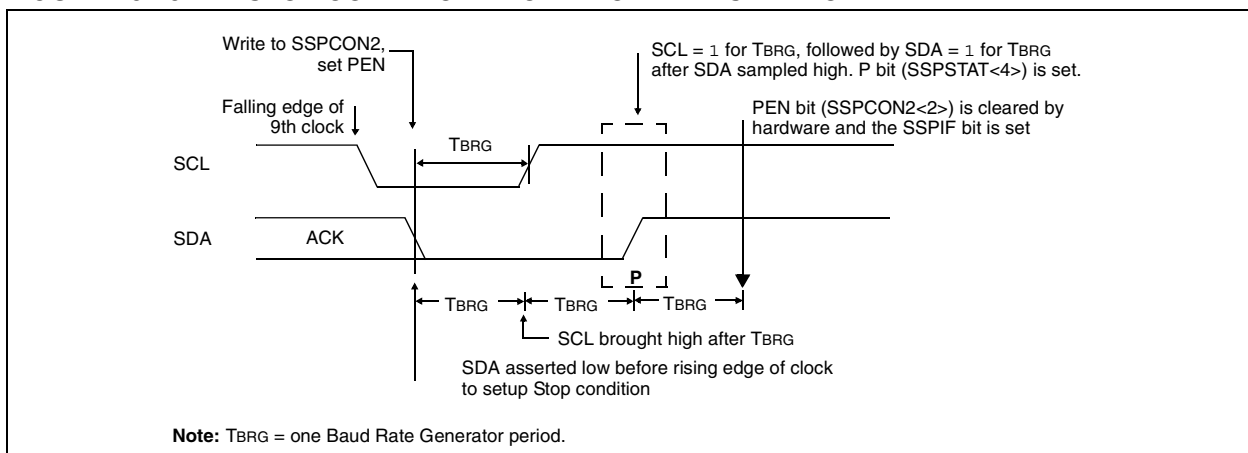 Write to SSPCON2,
set PEN
SCL = 1 for TBRG, followed by SDA = 1 for TBRG
after SDA sampled high. P bit (SSPSTAT<4>) is set.
Falling edge of
9th clock
PEN bit (SSPCON2<2>) is cleared by
hardware and the SSPIF bit is set
TBRG
SCL
SDA
ACK
P
TBRG
TBRG
TBRG
SCL brought high after TBRG
SDA asserted low before rising edge of clock
to setup Stop condition
Note: TBRG = one Baud Rate Generator period.